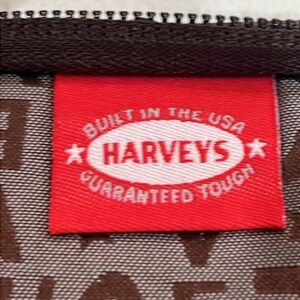 BUILT IN THE USA
HARVEYS
GUARANTEED TOUGH